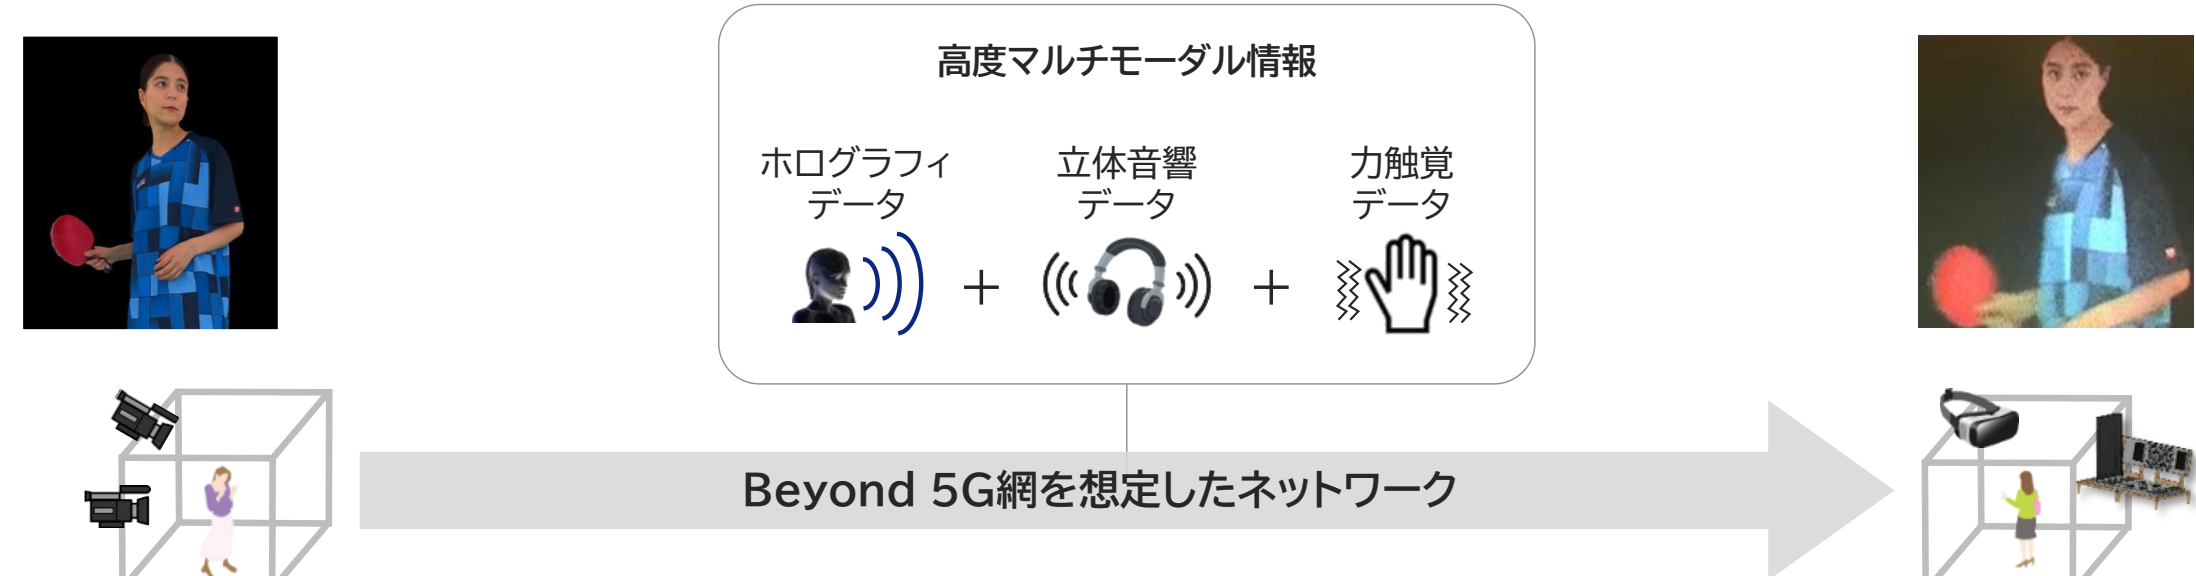 高度マルチモーダル情報
ホログラフィ
データ
立体音響
データ
力触覚
データ
Beyond 5G網を想定したネットワーク